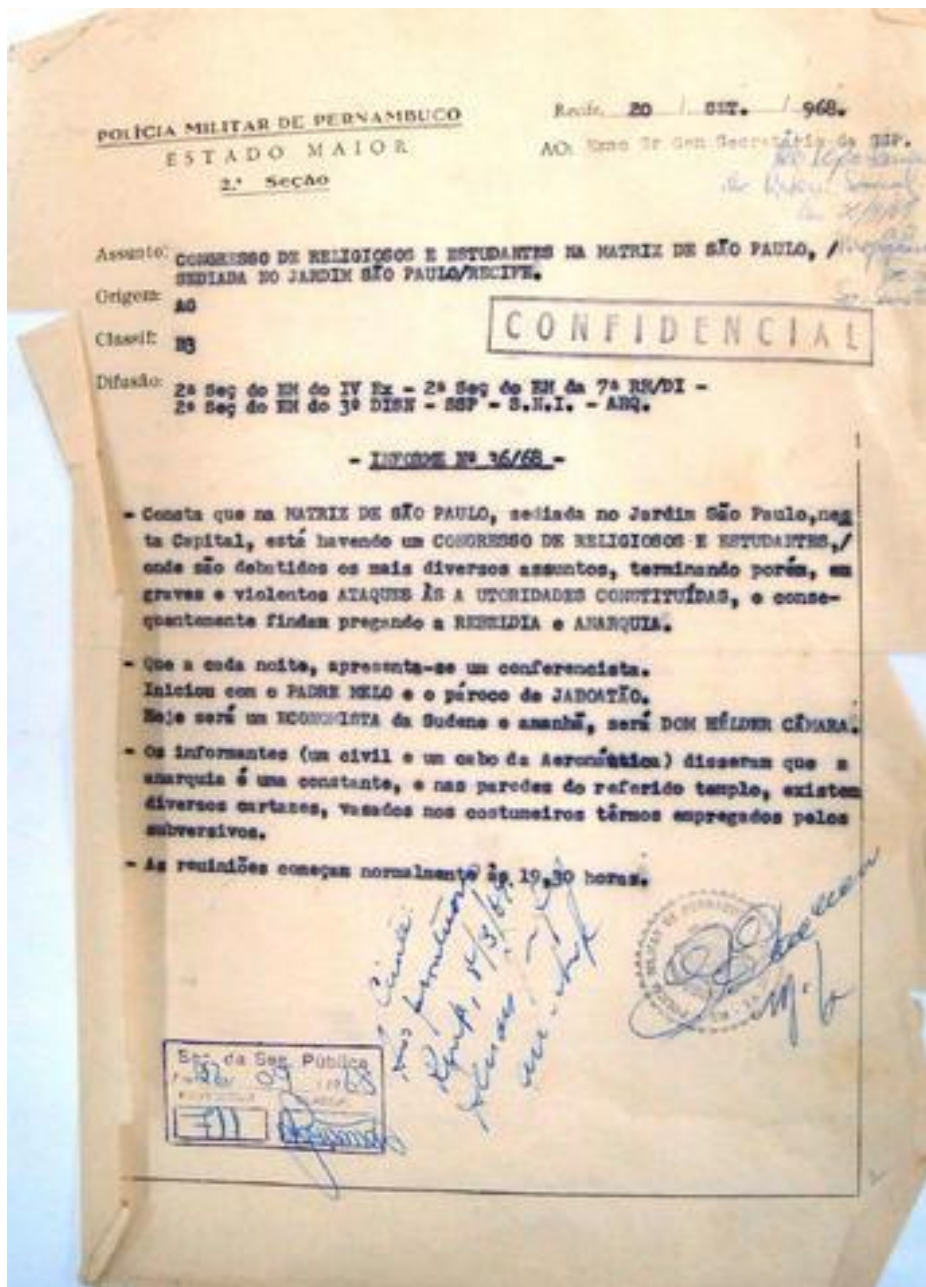 POLÍCIA MILITAR DE PERNAMBUCO
ESTADO MAIOR
2.ª Seção
Recife, 20 / SET. / 968.
AO: Exmo Sr Gen Secretário da SSP.
Assunto: CONGRESSO DE RELIGIOSOS E ESTUDANTES NA MATRIZ DE SÃO PAULO, /
SEDIADA NO JARDIM SÃO PAULO/RECIFE.
Origem: AG
Classif: B3
CONFIDENCIAL
Difusão: 2ª Seç do EM do IV Ex - 2ª Seç do EM da 7ª RM/DI -
2ª Seç do EM do 3º DISN - SSP - S.N.I. - ARQ.
- INFORME Nº 36/68 -
- Consta que na MATRIZ DE SÃO PAULO, sediada no Jardim São Paulo,nes
ta Capital, está havendo um CONGRESSO DE RELIGIOSOS E ESTUDANTES,/
onde são debatidos os mais diversos assuntos, terminando porém, em
graves e violentos ATAQUES ÀS A UTORIDADES CONSTITUÍDAS, e conse-
quentemente findam pregando a REBELDIA e ANARQUIA.
- Que a cada noite, apresenta-se um conferencista.
Iniciou com o PADRE MELO e o pároco de JABOATÃO.
Hoje será um ECONOMISTA da Sudene e amanhã, será DOM HÉLDER CÂMARA.
- Os informantes (um civil e um cabo da Aeronáutica) disseram que a
anarquia é uma constante, e nas paredes do referido templo, existem
diversos cartazes, vasados nos costumeiros têrmos empregados pelos
subversivos.
- As reuiniões começam normalmente às 19,30 horas.
Sec. da Seg. Pública
09
711